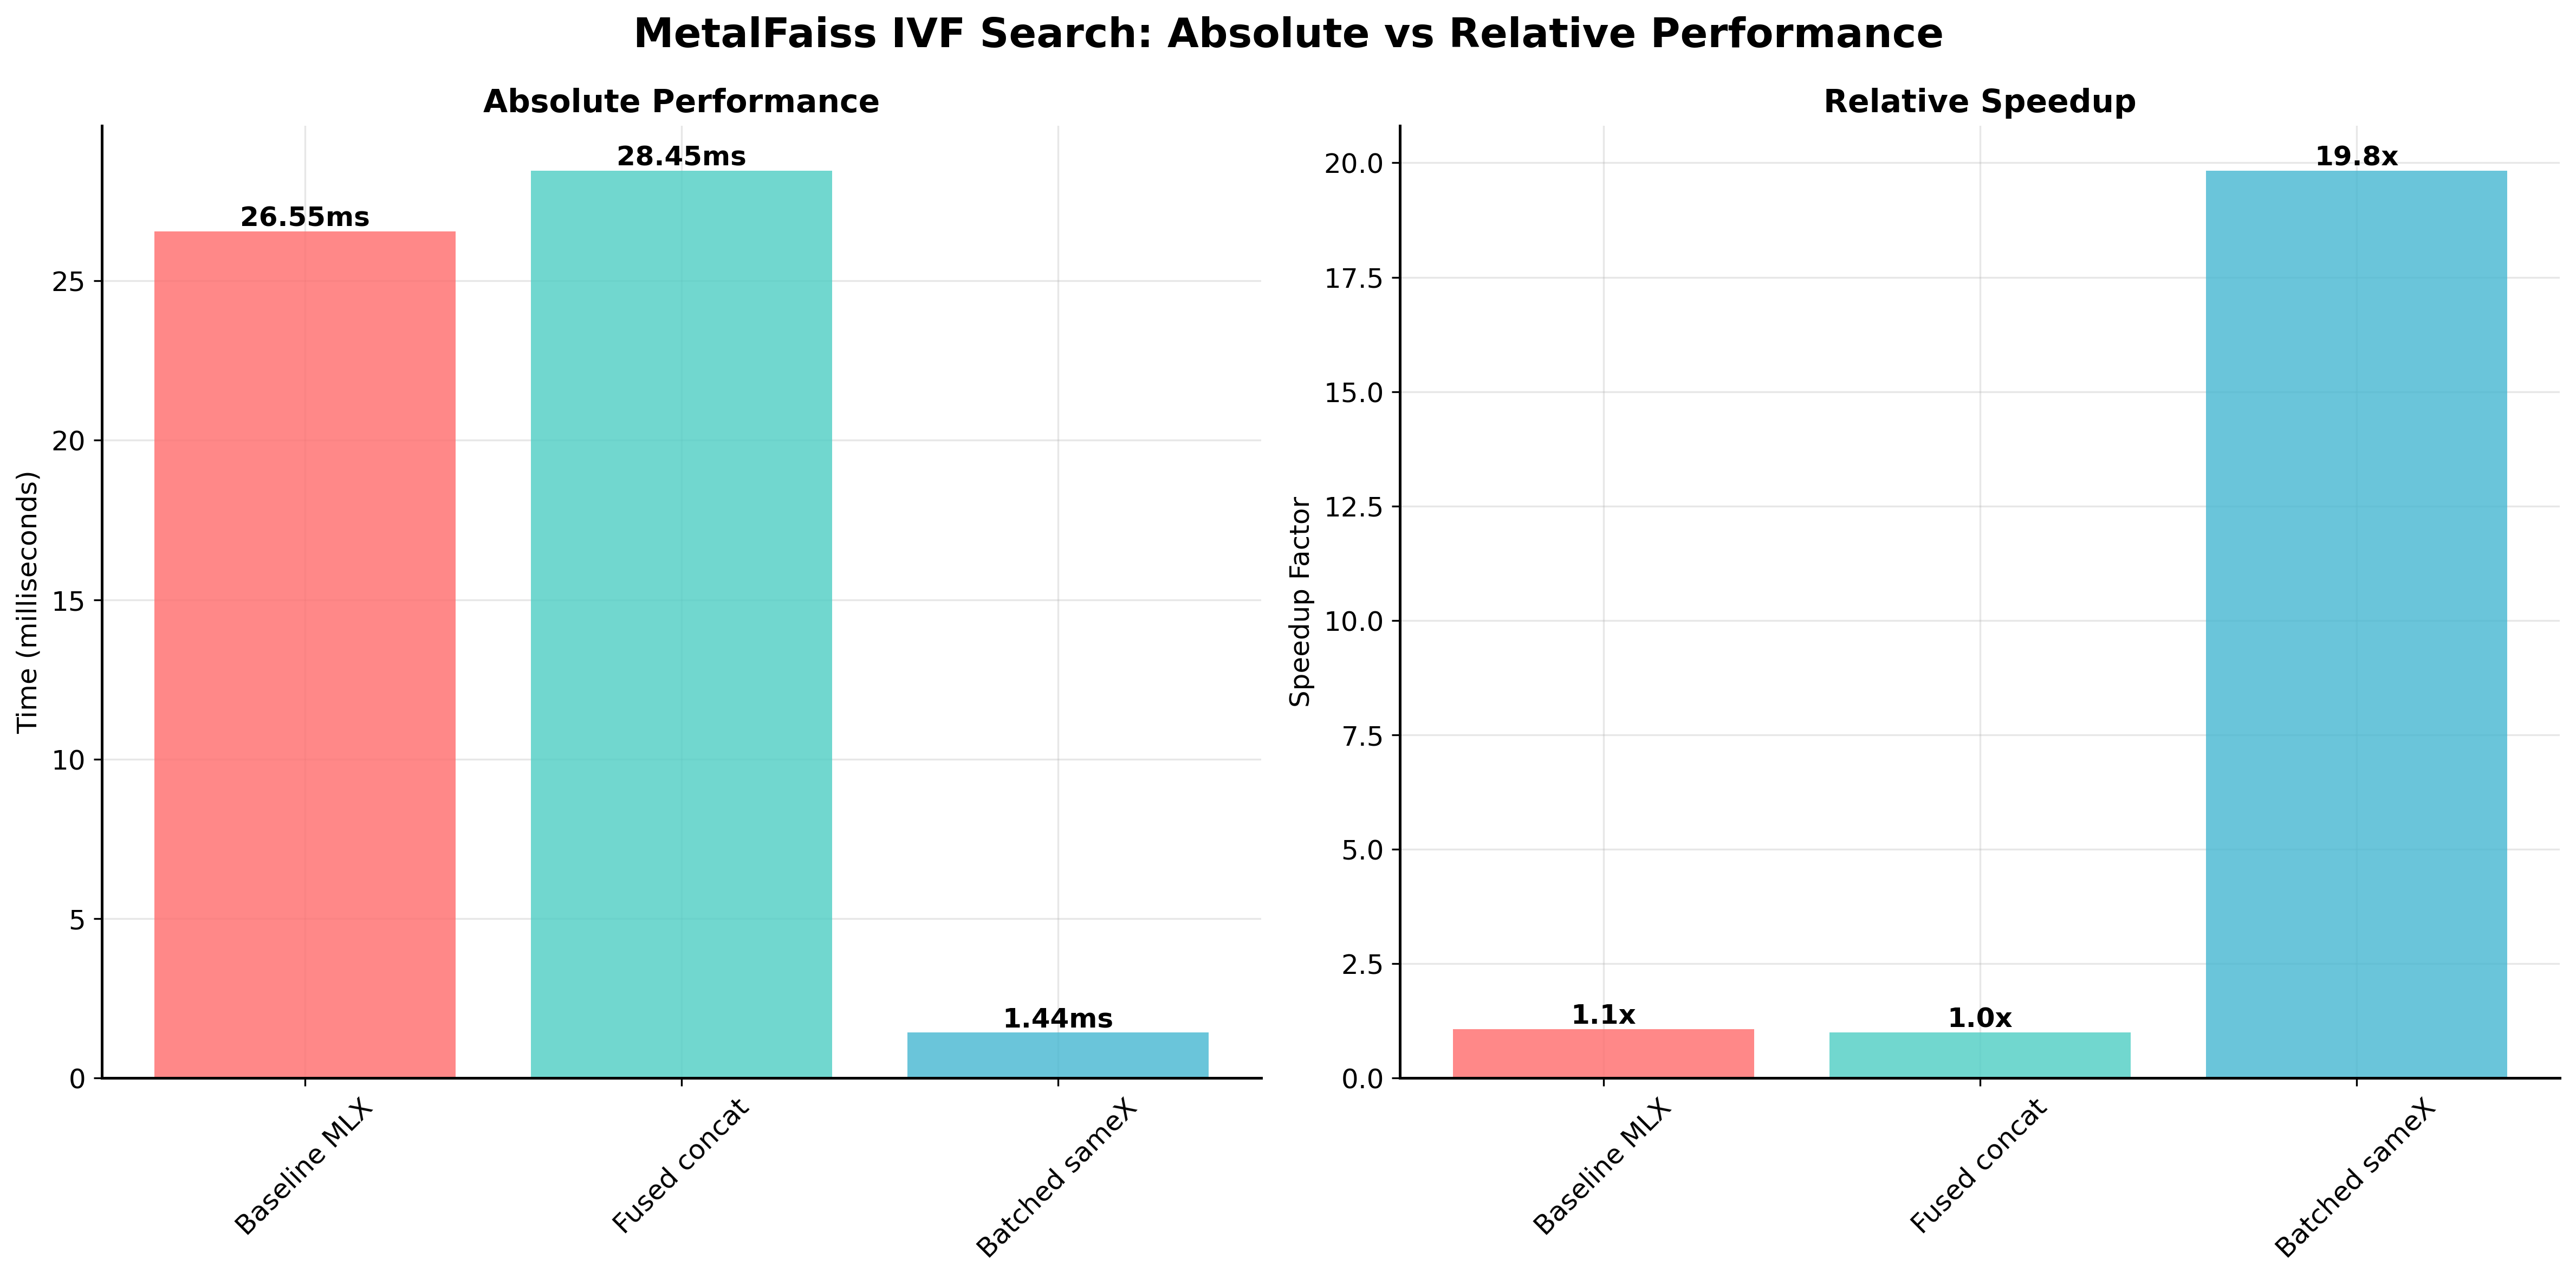 MetalFaiss IVF Search: Absolute vs Relative Performance
Absolute Performance
Time (milliseconds)
25
20
15
10
5
0
26.55ms
28.45ms
1.44ms
Baseline MLX
Fused concat
Batched sameX
Relative Speedup
Speedup Factor
20.0
17.5
15.0
12.5
10.0
7.5
5.0
2.5
0.0
1.1x
1.0x
19.8x
Baseline MLX
Fused concat
Batched sameX